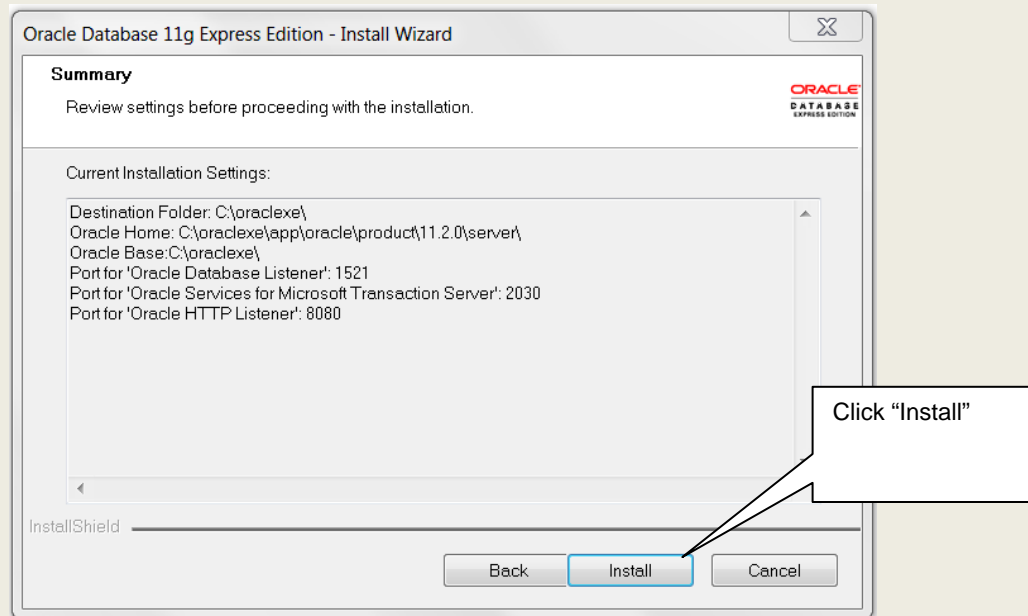 Oracle Database 11g Express Edition - Install Wizard
Summary
Review settings before proceeding with the installation.
ORACLE
DATABASE
EXPRESS EDITION
Current Installation Settings:
Destination Folder: C:\oraclexe\
Oracle Home: C:\oraclexe\app\oracle\product\11.2.0\server\
Oracle Base:C:\oraclexe\
Port for 'Oracle Database Listener': 1521
Port for 'Oracle Services for Microsoft Transaction Server': 2030
Port for 'Oracle HTTP Listener': 8080
Click “Install”
InstallShield
Back Install Cancel